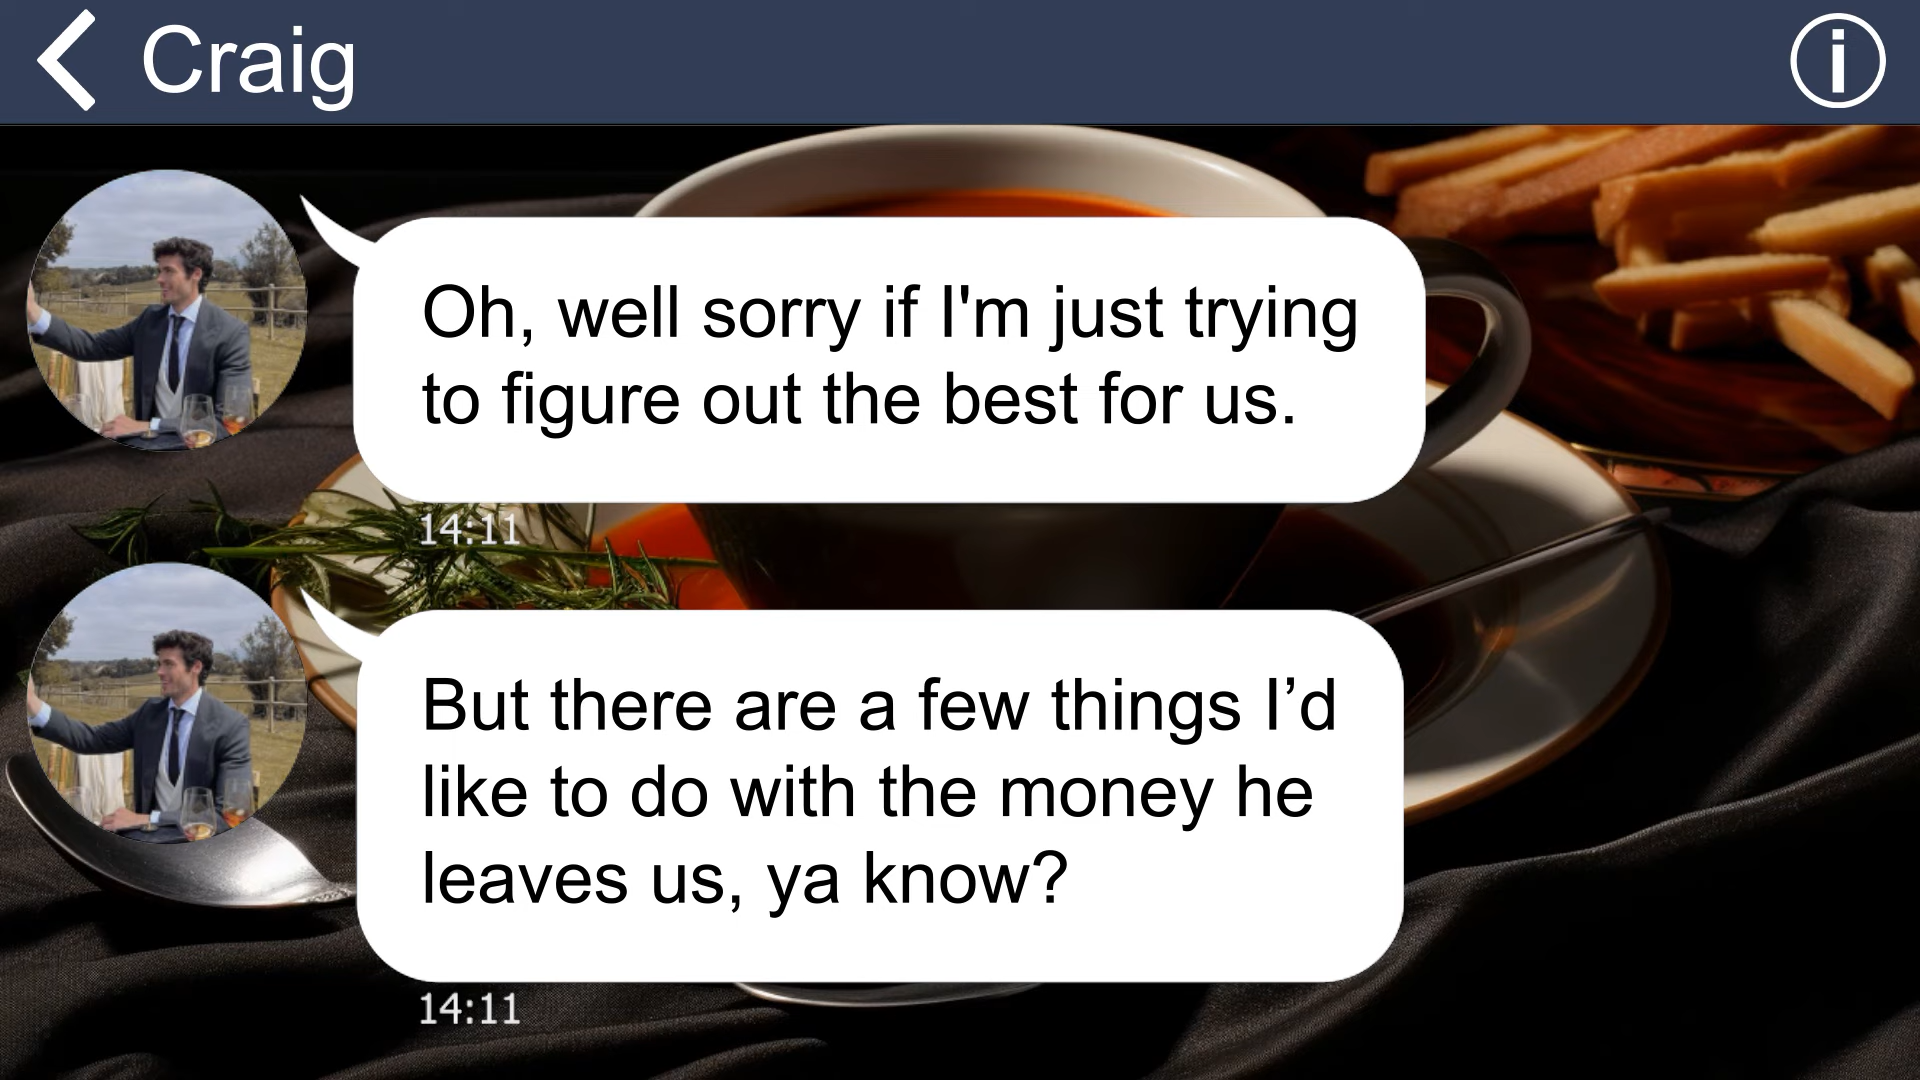 Craig
Oh, well sorry if I'm just trying
to figure out the best for us.
14:11
But there are a few things I’d
like to do with the money he
leaves us, ya know?
14:11